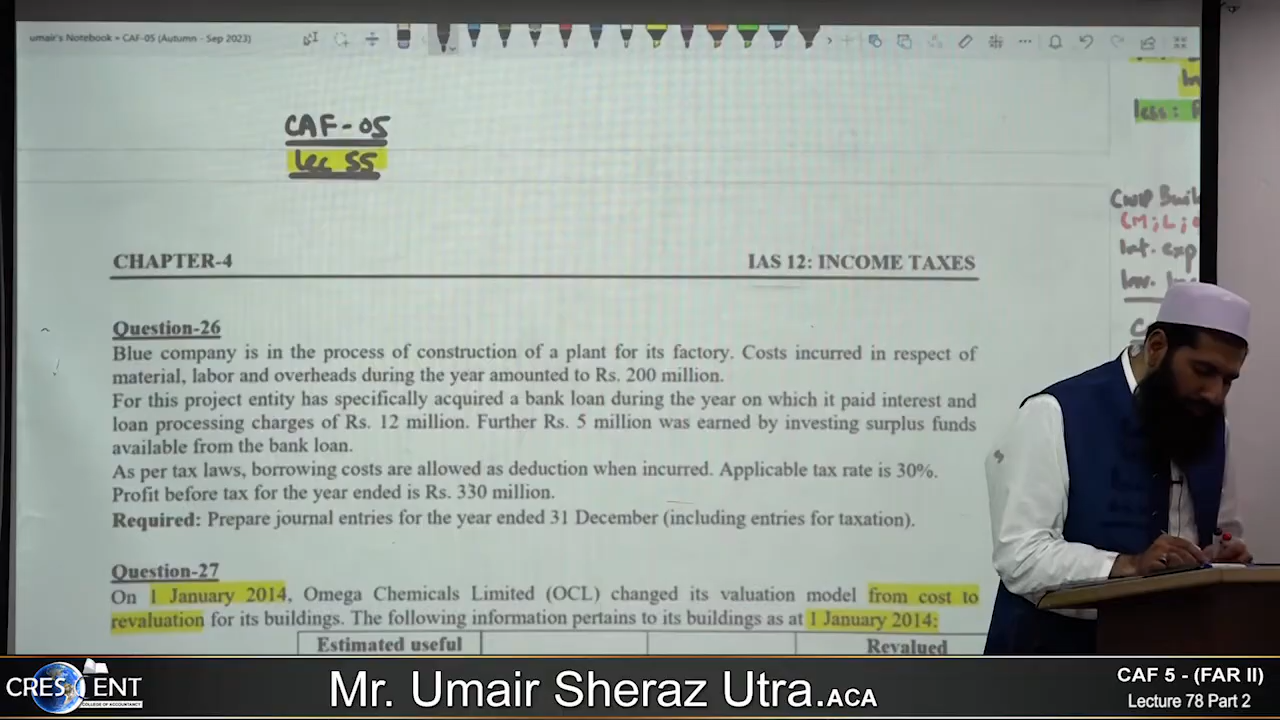 umair's Notebook » CAF-05 (Autumn - Sep 2023)
CAF-05
Lec 55
less:
CWIP
(M; L;
Int. exp
Inv.
CHAPTER-4 IAS 12: INCOME TAXES
Question-26
Blue company is in the process of construction of a plant for its factory. Costs incurred in respect of
material, labor and overheads during the year amounted to Rs. 200 million.
For this project entity has specifically acquired a bank loan during the year on which it paid interest and
loan processing charges of Rs. 12 million. Further Rs. 5 million was earned by investing surplus funds
available from the bank loan.
As per tax laws, borrowing costs are allowed as deduction when incurred. Applicable tax rate is 30%.
Profit before tax for the year ended is Rs. 330 million.
Required: Prepare journal entries for the year ended 31 December (including entries for taxation).
Question-27
On 1 January 2014, Omega Chemicals Limited (OCL) changed its valuation model from cost to
revaluation for its buildings. The following information pertains to its buildings as at 1 January 2014:
Estimated useful Revalued
CRESCENT
COLLEGE OF ACCOUNTANCY
Mr. Umair Sheraz Utra.ACA
CAF 5 - (FAR II)
Lecture 78 Part 2